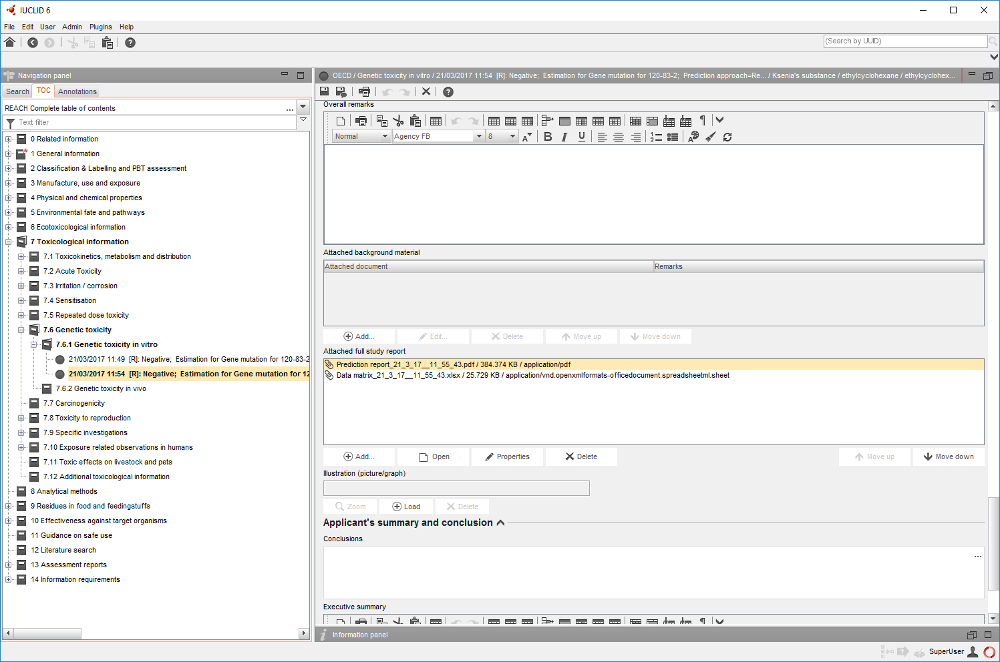 IUCLID 6
File Edit User Admin Plugins Help
(Search by UUID)
Navigation panel
Search TOC Annotations
REACH Complete table of contents ...
Text filter
0 Related information
1 General information
2 Classification & Labelling and PBT assessment
3 Manufacture, use and exposure
4 Physical and chemical properties
5 Environmental fate and pathways
6 Ecotoxicological information
7 Toxicological information
7.1 Toxicokinetics, metabolism and distribution
7.2 Acute Toxicity
7.3 Irritation / corrosion
7.4 Sensitisation
7.5 Repeated dose toxicity
7.6 Genetic toxicity
7.6.1 Genetic toxicity in vitro
21/03/2017 11:49 [R]: Negative; Estimation for Gene mutation for 120-83-2
21/03/2017 11:54 [R]: Negative; Estimation for Gene mutation for 12
7.6.2 Genetic toxicity in vivo
7.7 Carcinogenicity
7.8 Toxicity to reproduction
7.9 Specific investigations
7.10 Exposure related observations in humans
7.11 Toxic effects on livestock and pets
7.12 Additional toxicological information
8 Analytical methods
9 Residues in food and feedingstuffs
10 Effectiveness against target organisms
11 Guidance on safe use
12 Literature search
13 Assessment reports
14 Information requirements
OECD / Genetic toxicity in vitro / 21/03/2017 11:54 [R]: Negative; Estimation for Gene mutation for 120-83-2; Prediction approach=Re... / Ksenia's substance / ethylcyclohexane / ethylcyclohex...
Overall remarks
Normal Agency FB 8 A B I U
Attached background material
Attached document Remarks
Add... Edit... Delete Move up Move down
Attached full study report
Prediction report_21_3_17__11_55_43.pdf / 384.374 KB / application/pdf
Data matrix_21_3_17__11_55_43.xlsx / 25.729 KB / application/vnd.openxmlformats-officedocument.spreadsheetml.sheet
Add... Open Properties Delete Move up Move down
Illustration (picture/graph)
Zoom Load Delete
Applicant's summary and conclusion
Conclusions
...
Executive summary
Information panel
SuperUser